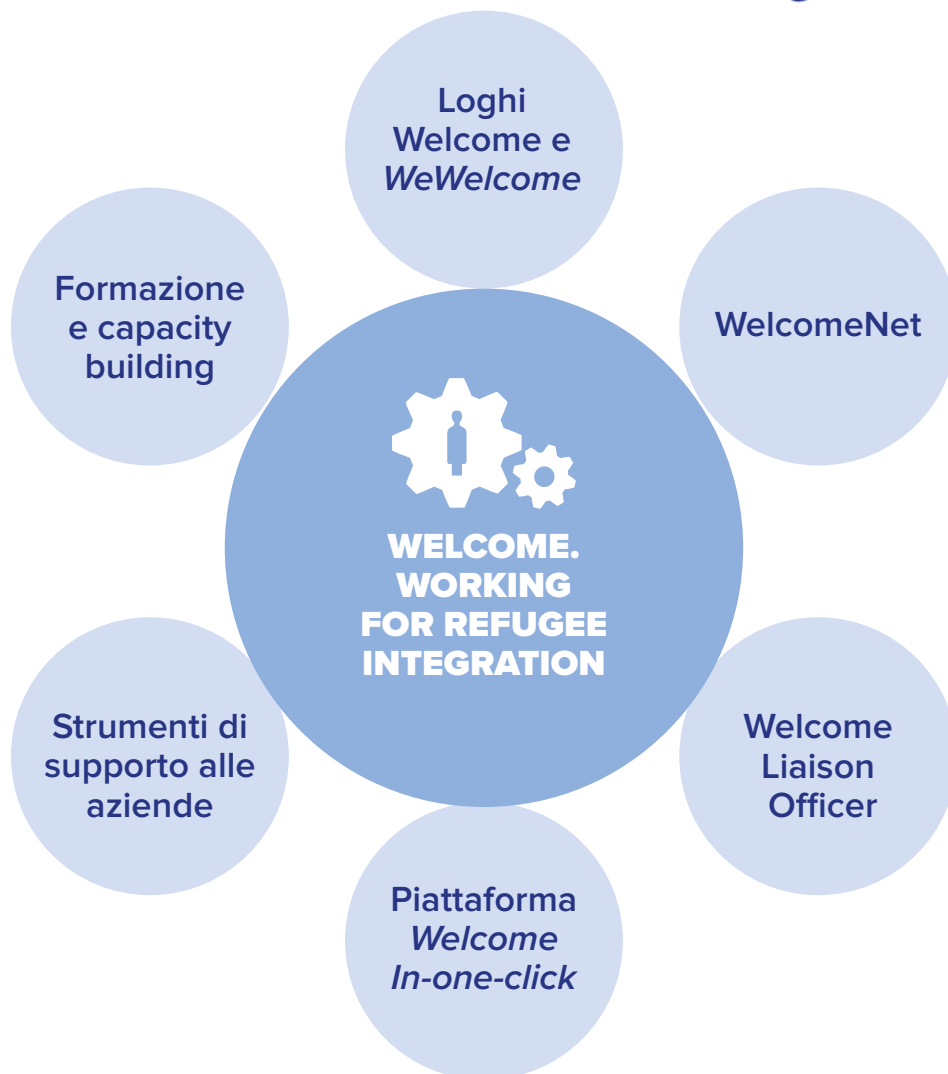 Loghi
Welcome e
WeWelcome
Formazione
e capacity
building
WelcomeNet
WELCOME.
WORKING
FOR REFUGEE
INTEGRATION
Strumenti di
supporto alle
aziende
Welcome
Liaison
Officer
Piattaforma
Welcome
In-one-click